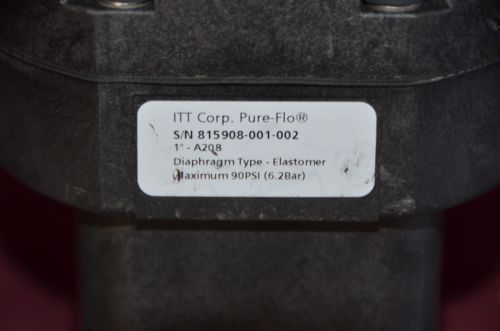 ITT Corp. Pure-Flo®
S/N 815908-001-002
1" - A208
Diaphragm Type - Elastomer
Maximum 90PSI (6.2Bar)